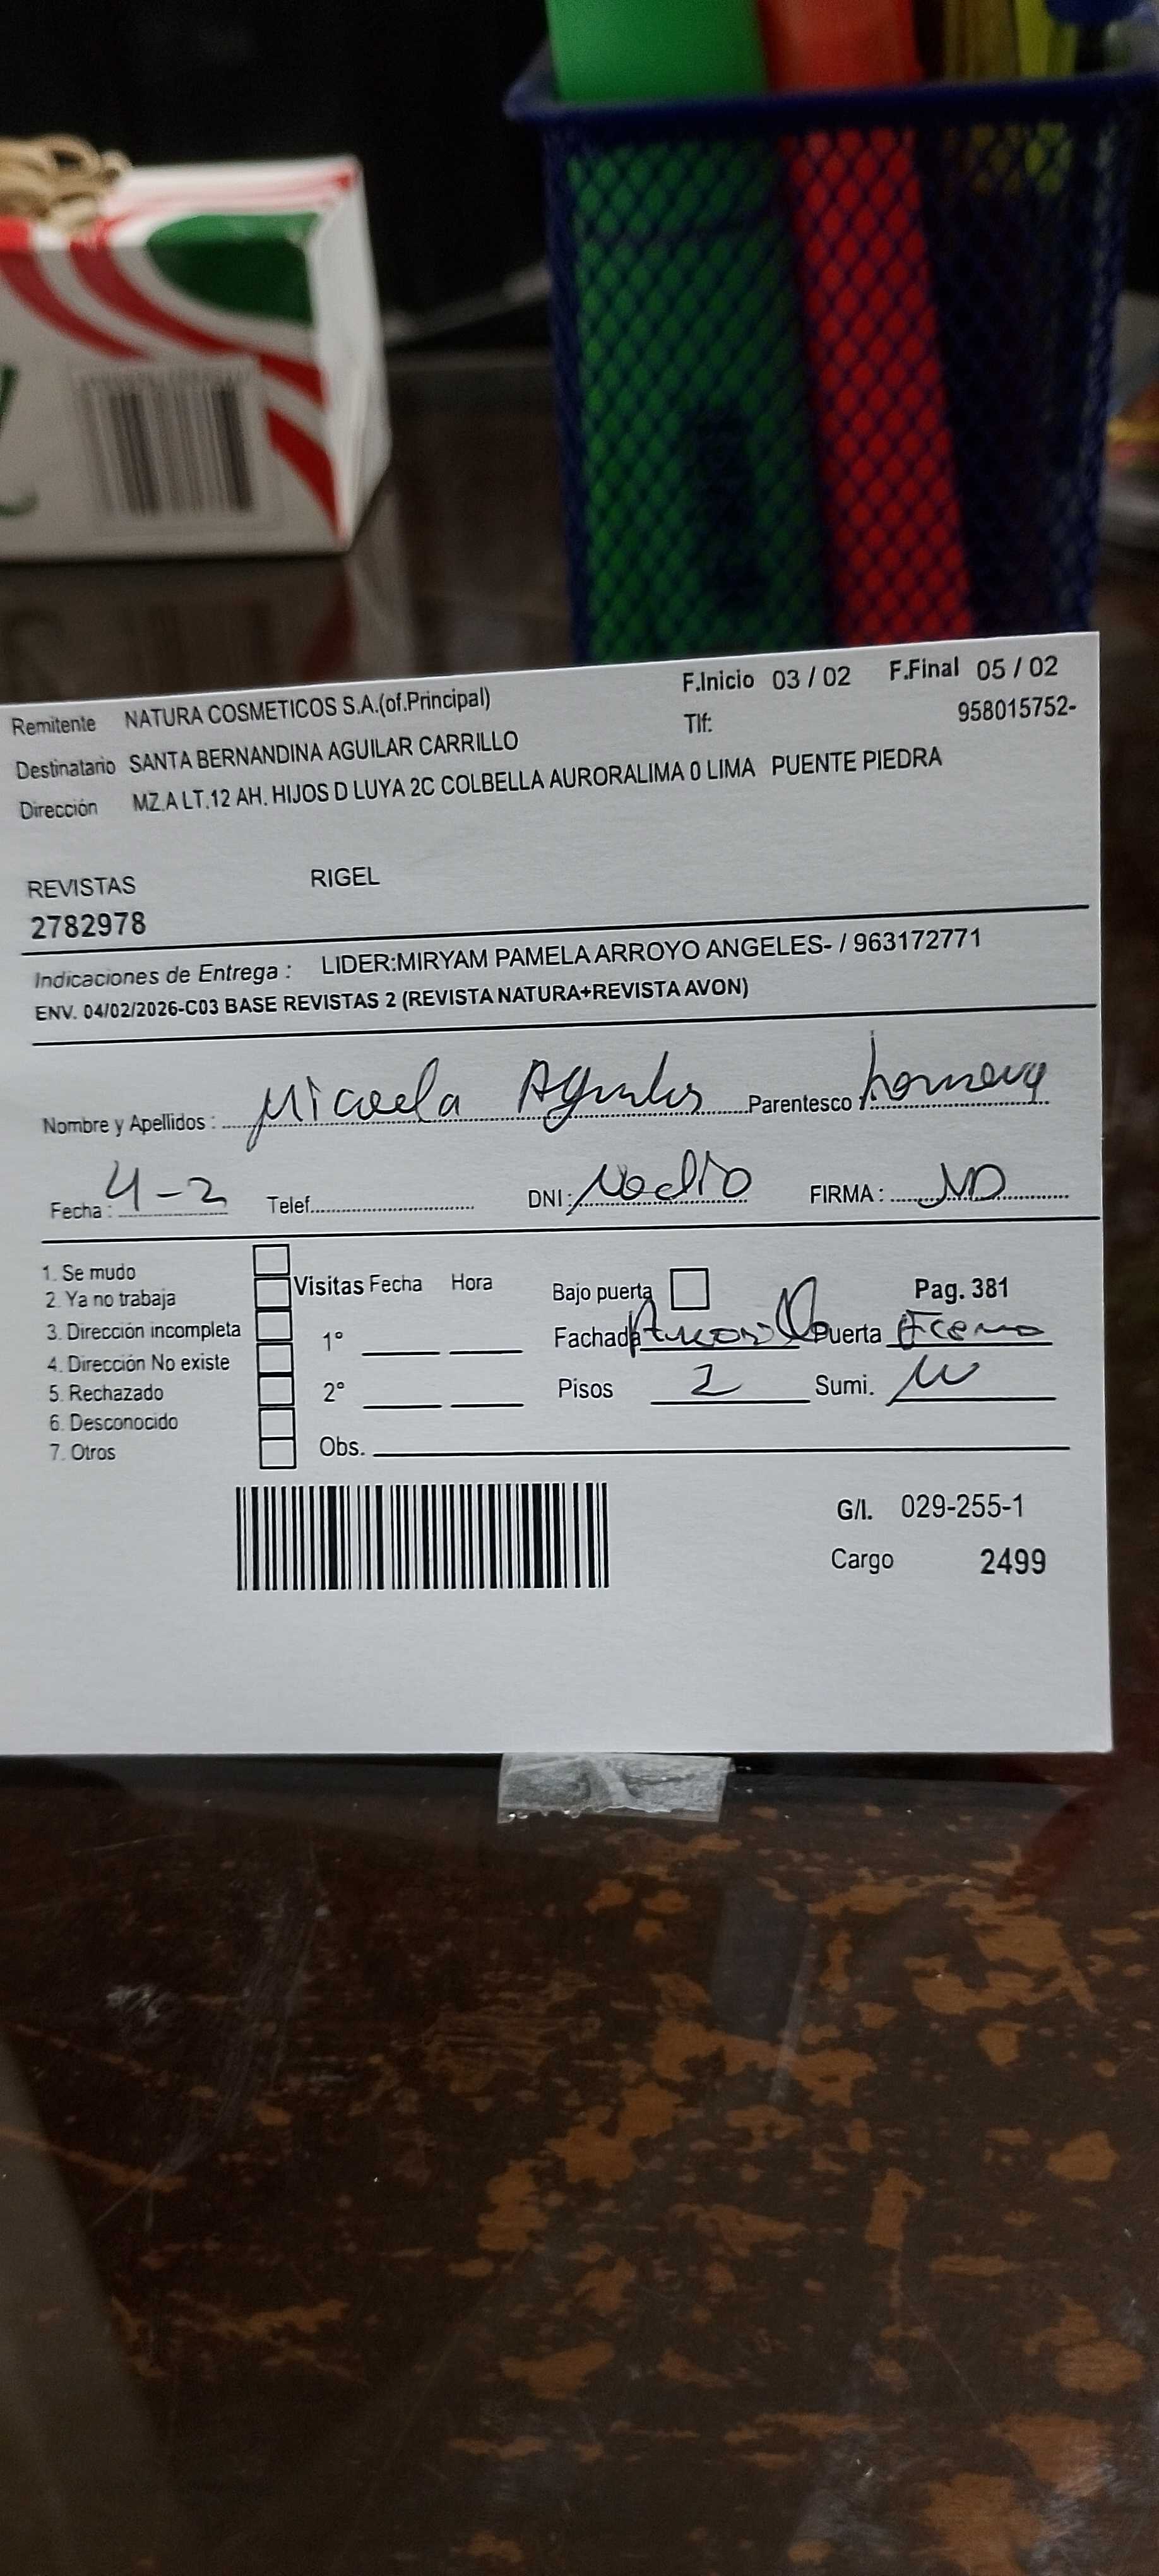 Remitente NATURA COSMETICOS S.A.(of.Principal) F.Inicio 03 / 02 F.Final 05 / 02
Destinatario SANTA BERNANDINA AGUILAR CARRILLO Tlf: 958015752-
Dirección MZ.A LT.12 AH. HIJOS D LUYA 2C COLBELLA AURORALIMA 0 LIMA PUENTE PIEDRA
REVISTAS RIGEL
2782978
Indicaciones de Entrega : LIDER:MIRYAM PAMELA ARROYO ANGELES- / 963172771
ENV. 04/02/2026-C03 BASE REVISTAS 2 (REVISTA NATURA+REVISTA AVON)
Nombre y Apellidos : Micaela Parentesco
Fecha : 4-2 Telef. DNI : No dio FIRMA : ND
1. Se mudo
2. Ya no trabaja Visitas Fecha Hora Bajo puerta Pag. 381
3. Dirección incompleta 1° Fachada Puerta
4. Dirección No existe
5. Rechazado 2° Pisos 2 Sumi.
6. Desconocido
7. Otros Obs.
G/I. 029-255-1
Cargo 2499